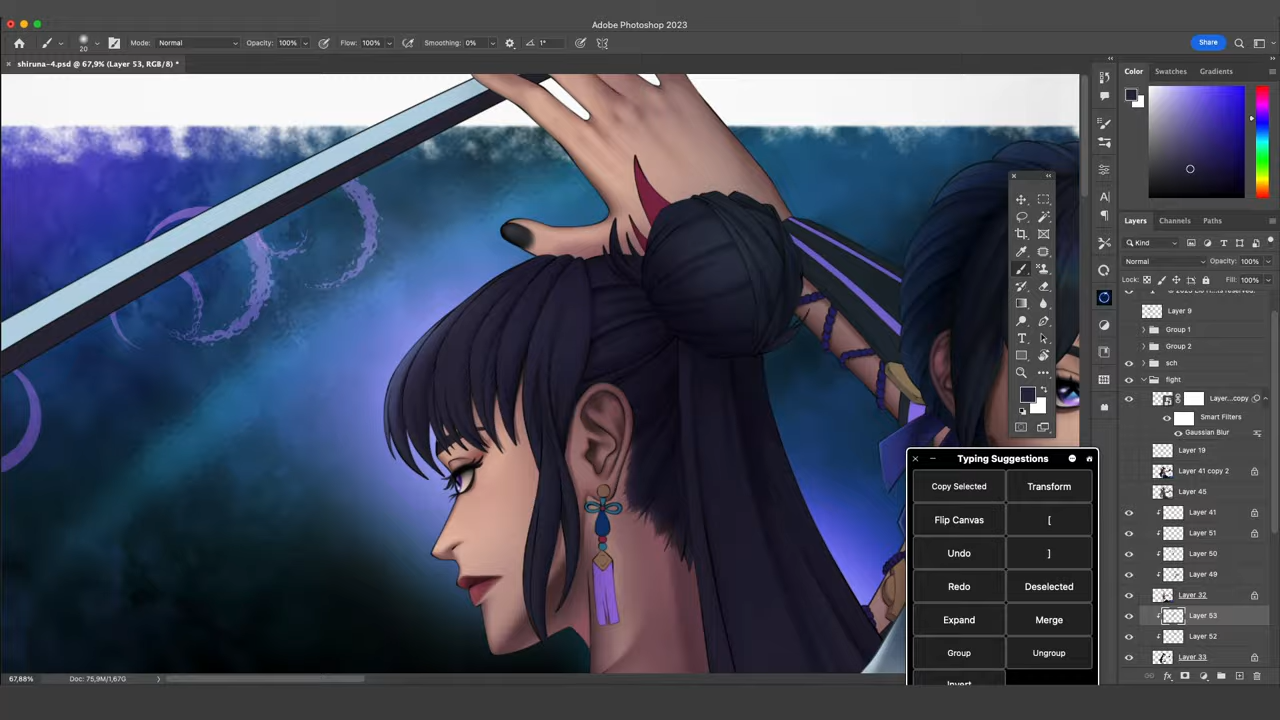 Adobe Photoshop 2023
20
Mode: Normal Opacity: 100% Flow: 100% Smoothing: 0% 1° Share
× shiruna-4.psd @ 67,9% (Layer 53, RGB/8) *
Color Swatches Gradients
Layers Channels Paths
Kind
Normal Opacity: 100%
Lock: Fill: 100%
Layer 9
Group 1
Group 2
sch
fight
Layer...copy
Smart Filters
Gaussian Blur
Layer 19
Layer 41 copy 2
Layer 45
Layer 41
Layer 51
Layer 50
Layer 49
Layer 32
Layer 53
Layer 52
Layer 33
Typing Suggestions
Copy Selected Transform
Flip Canvas [
Undo ]
Redo Deselected
Expand Merge
Group Ungroup
Invert
67,88% Doc: 75,9M/1,67G